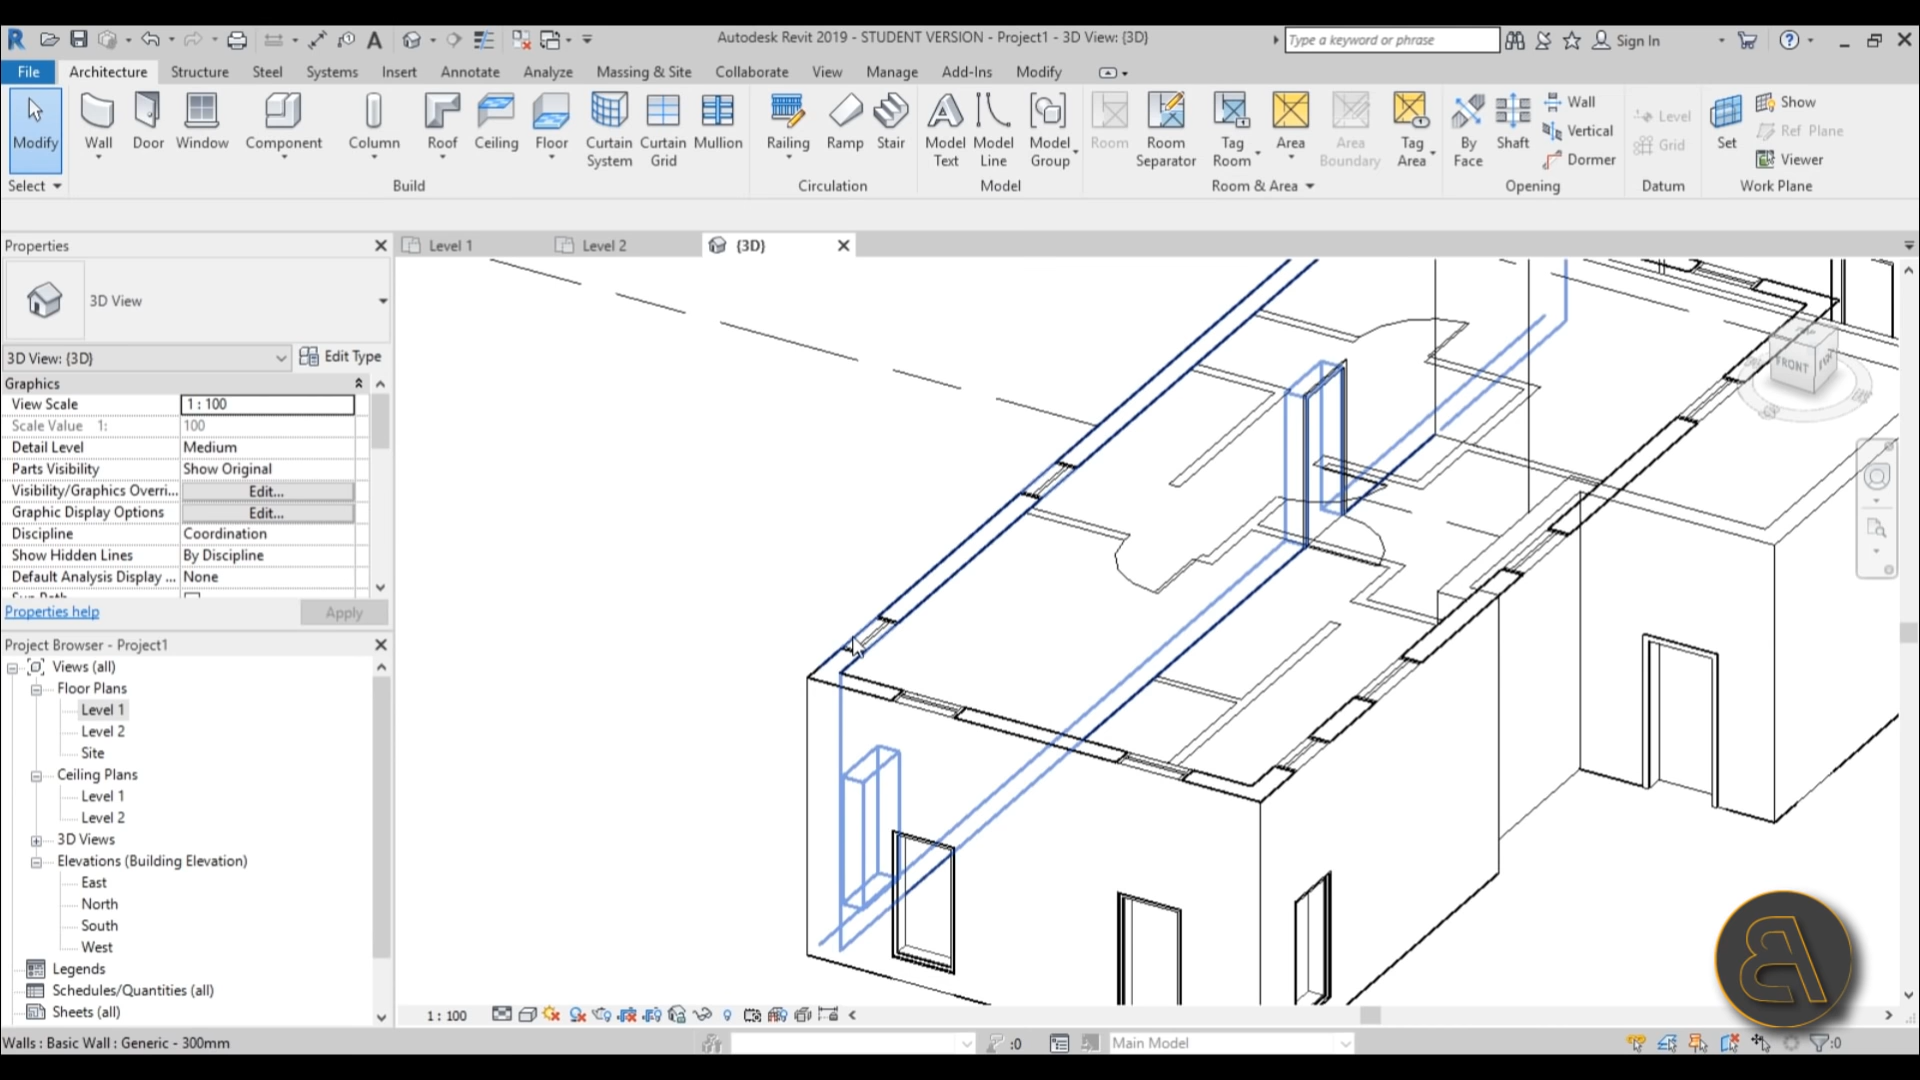 Autodesk Revit 2019 - STUDENT VERSION - Project1 - 3D View: {3D}
Type a keyword or phrase
Sign In
File Architecture Structure Steel Systems Insert Annotate Analyze Massing & Site Collaborate View Manage Add-Ins Modify
Modify Wall Door Window Component Column Roof Ceiling Floor Curtain System Curtain Grid Mullion Railing Ramp Stair Model Text Model Line Model Group Room Room Separator Tag Room Area Area Boundary Tag Area By Face Shaft Wall Vertical Dormer Level Grid Set Show Ref Plane Viewer
Select Build Circulation Model Room & Area Opening Datum Work Plane
Properties
Level 1 Level 2 {3D}
3D View
3D View: {3D} Edit Type
Graphics
View Scale 1 : 100
Scale Value 1: 100
Detail Level Medium
Parts Visibility Show Original
Visibility/Graphics Overri... Edit...
Graphic Display Options Edit...
Discipline Coordination
Show Hidden Lines By Discipline
Default Analysis Display ... None
Properties help Apply
Project Browser - Project1
Views (all)
Floor Plans
Level 1
Level 2
Site
Ceiling Plans
Level 1
Level 2
3D Views
Elevations (Building Elevation)
East
North
South
West
Legends
Schedules/Quantities (all)
Sheets (all)
FRONT
1 : 100
Walls : Basic Wall : Generic - 300mm
:0
Main Model
:0